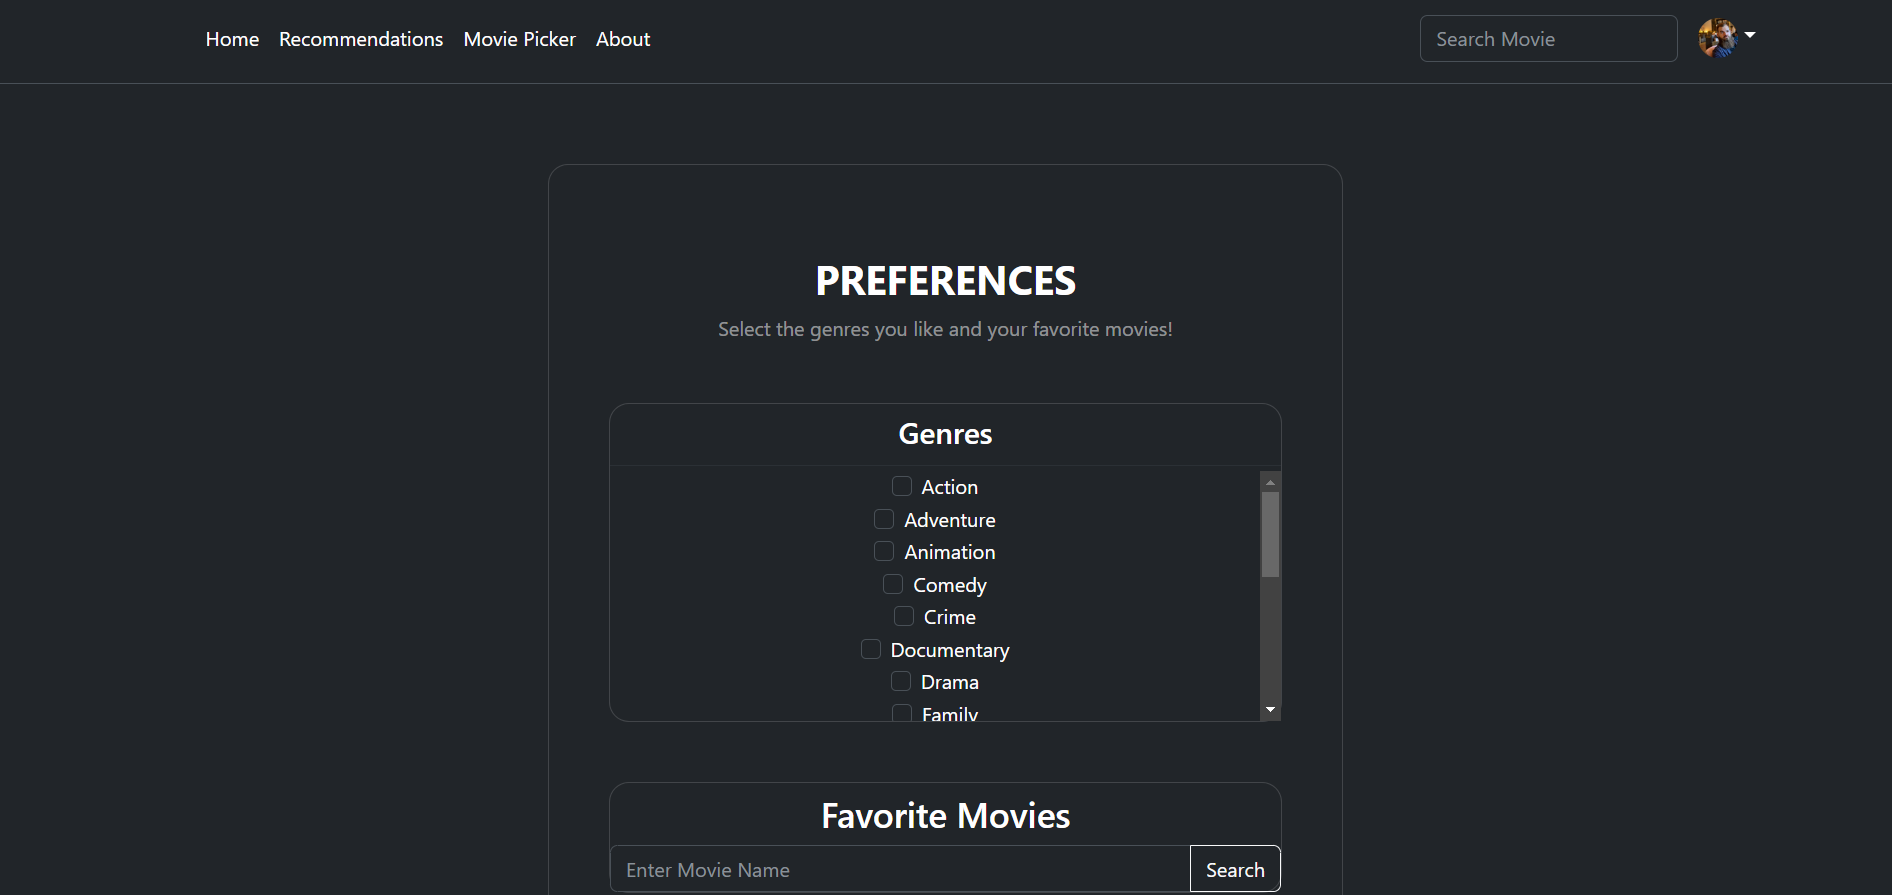 Home Recommendations Movie Picker About Search Movie
PREFERENCES
Select the genres you like and your favorite movies!
Genres
Action
Adventure
Animation
Comedy
Crime
Documentary
Drama
Family
Favorite Movies
Enter Movie Name Search